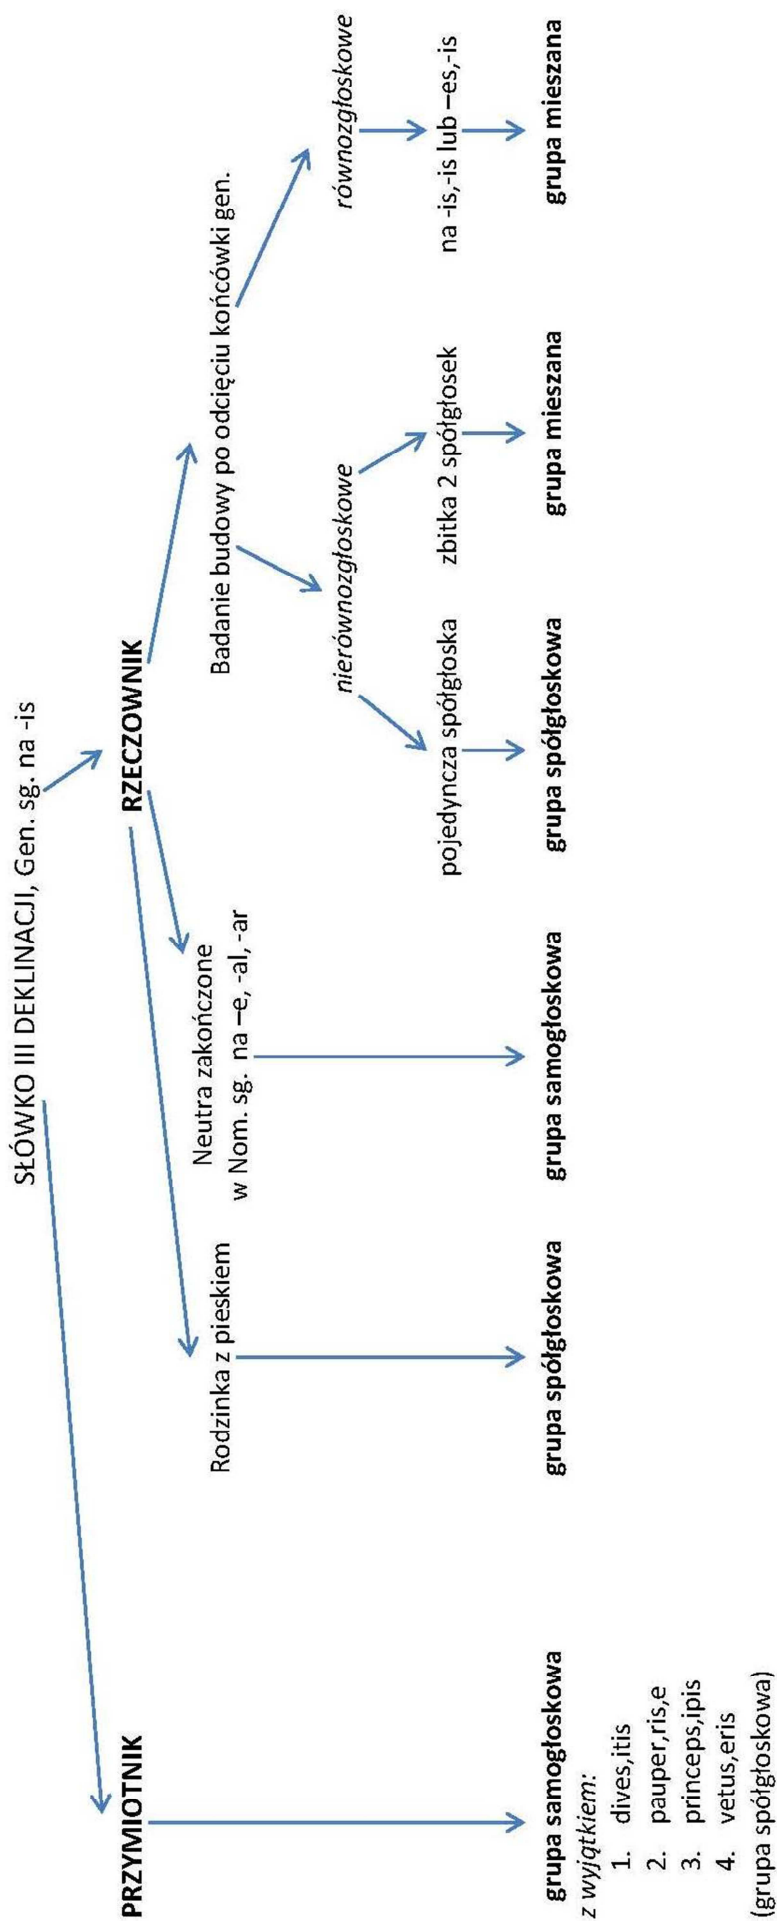 SŁÓWKO III DEKLINACJI, Gen. sg. na -is
PRZYMIOTNIK
RZECZOWNIK
Rodzinka z pieskiem
Neutra zakończone
w Nom. sg. na –e, -al, -ar
Badanie budowy po odcięciu końcówki gen.
nierównozgłoskowe
równozgłoskowe
pojedyncza spółgłoska
zbitka 2 spółgłosek
na -is,-is lub –es,-is
grupa samogłoskowa
z wyjątkiem:
1. dives,itis
2. pauper,ris,e
3. princeps,ipis
4. vetus,eris
(grupa spółgłoskowa)
grupa spółgłoskowa
grupa samogłoskowa
grupa spółgłoskowa
grupa mieszana
grupa mieszana